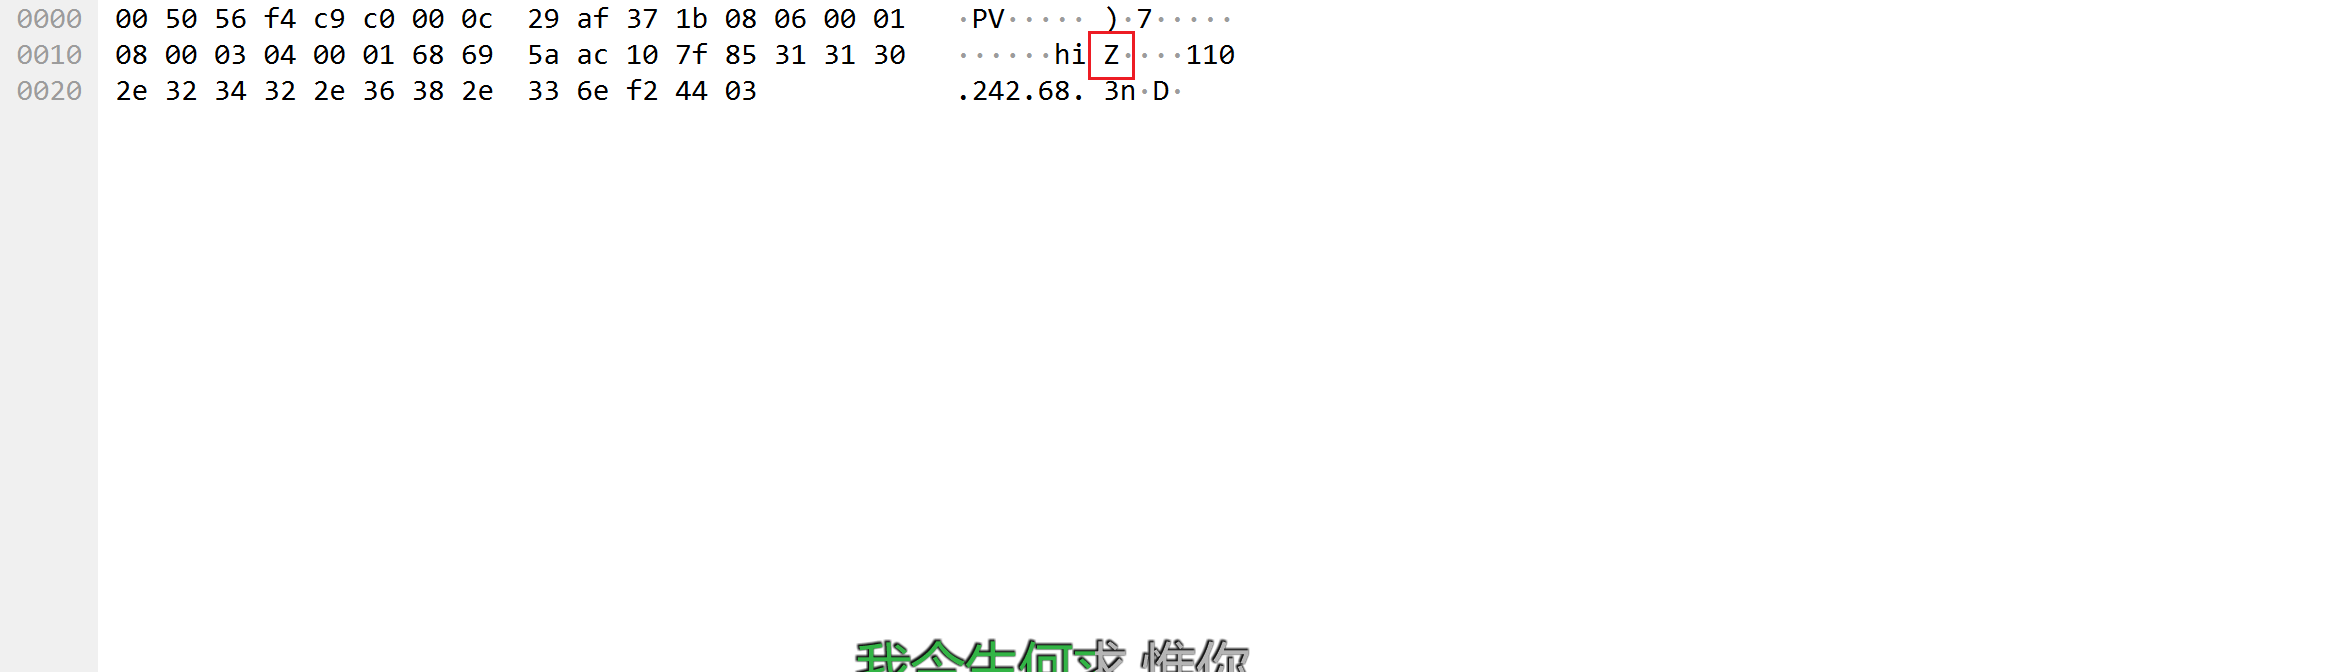 0000 00 50 56 f4 c9 c0 00 0c 29 af 37 1b 08 06 00 01 ·PV····· )·7·····
0010 08 00 03 04 00 01 68 69 5a ac 10 7f 85 31 31 30 ······hi Z····110
0020 2e 32 34 32 2e 36 38 2e 33 6e f2 44 03 .242.68. 3n·D·
我今生何求 惟你